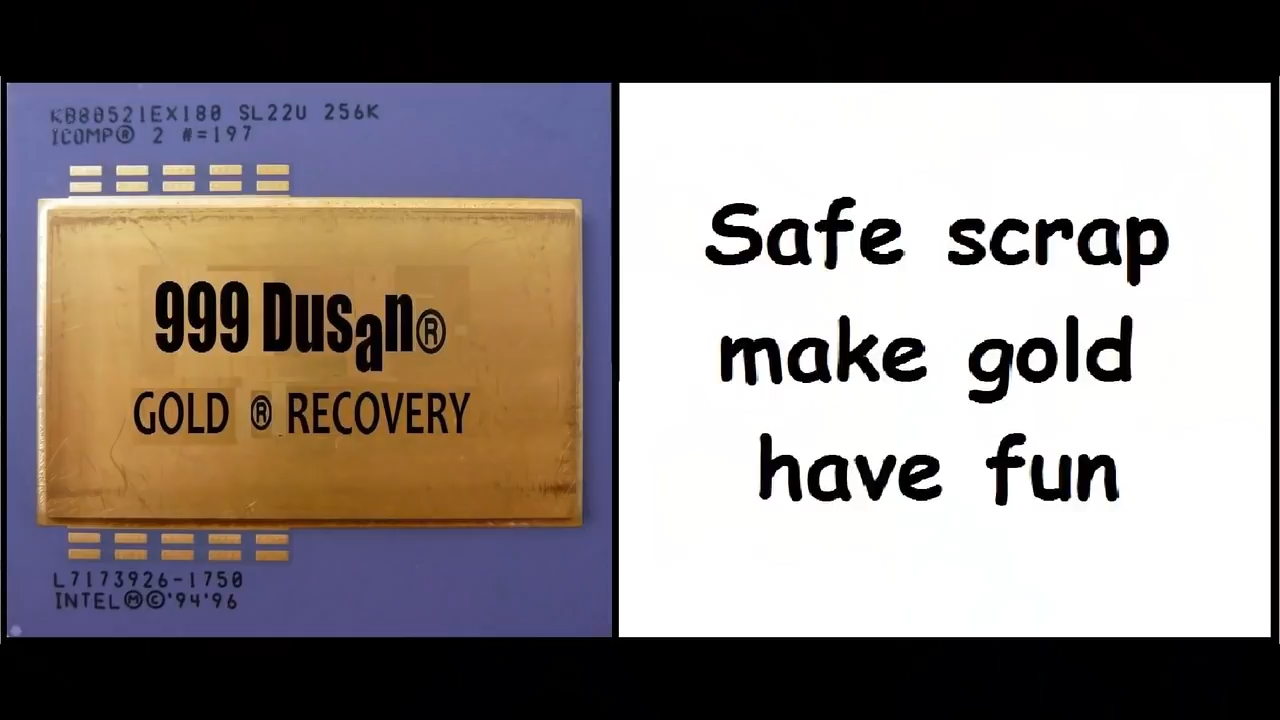 KB80521EX180 SL22U 256K
ICOMP® 2 #=197
999 Dusan®
GOLD ® RECOVERY
L7173926-1750
INTELⓂ©'94'96
Safe scrap
make gold
have fun